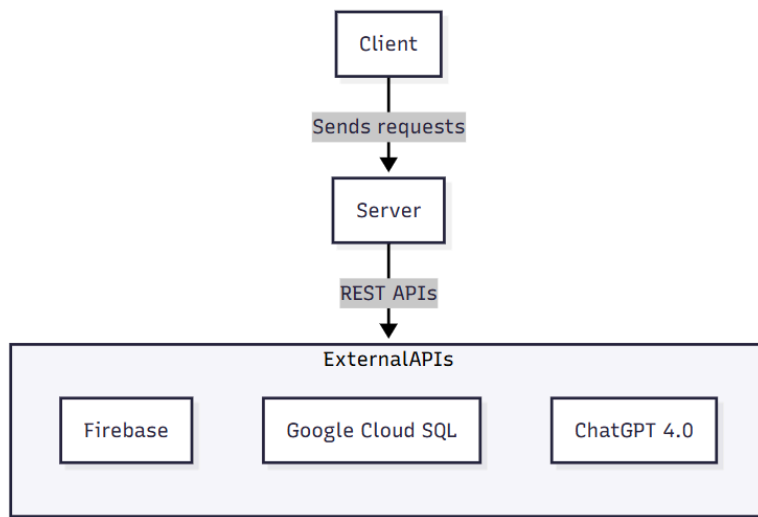 Client
Sends requests
Server
REST APIs
ExternalAPIs
Firebase
Google Cloud SQL
ChatGPT 4.0